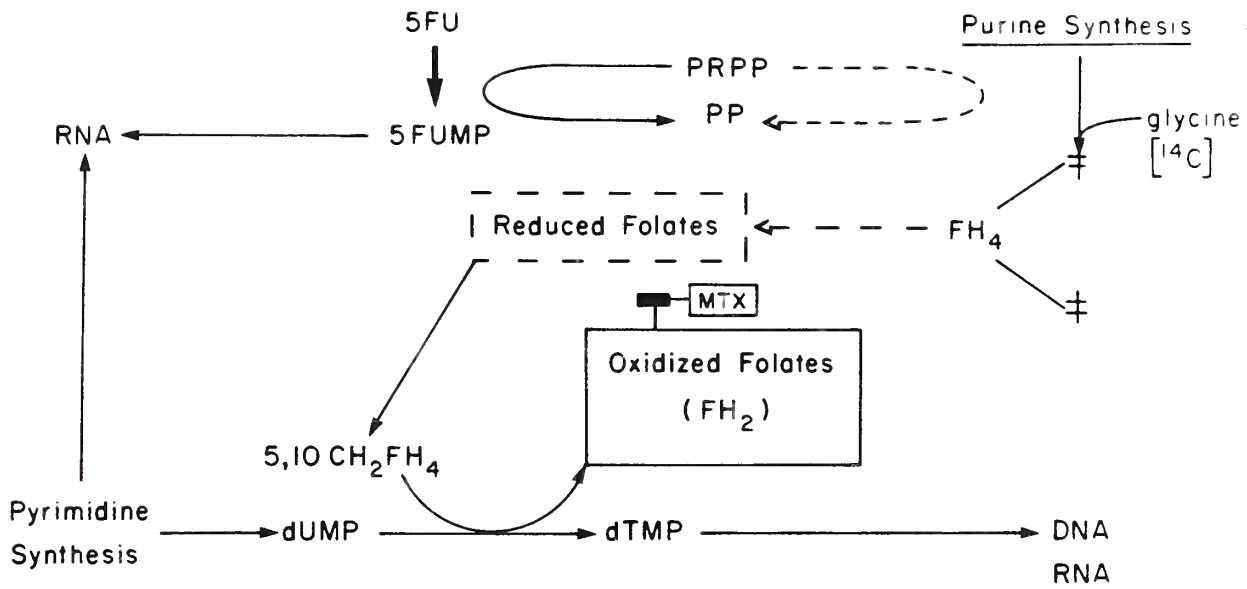 5FU
Purine Synthesis
PRPP
PP
RNA
5FUMP
glycine
[¹⁴C]
Reduced Folates
FH₄
MTX
Oxidized Folates
(FH₂)
5,10 CH₂FH₄
Pyrimidine
Synthesis
dUMP
dTMP
DNA
RNA